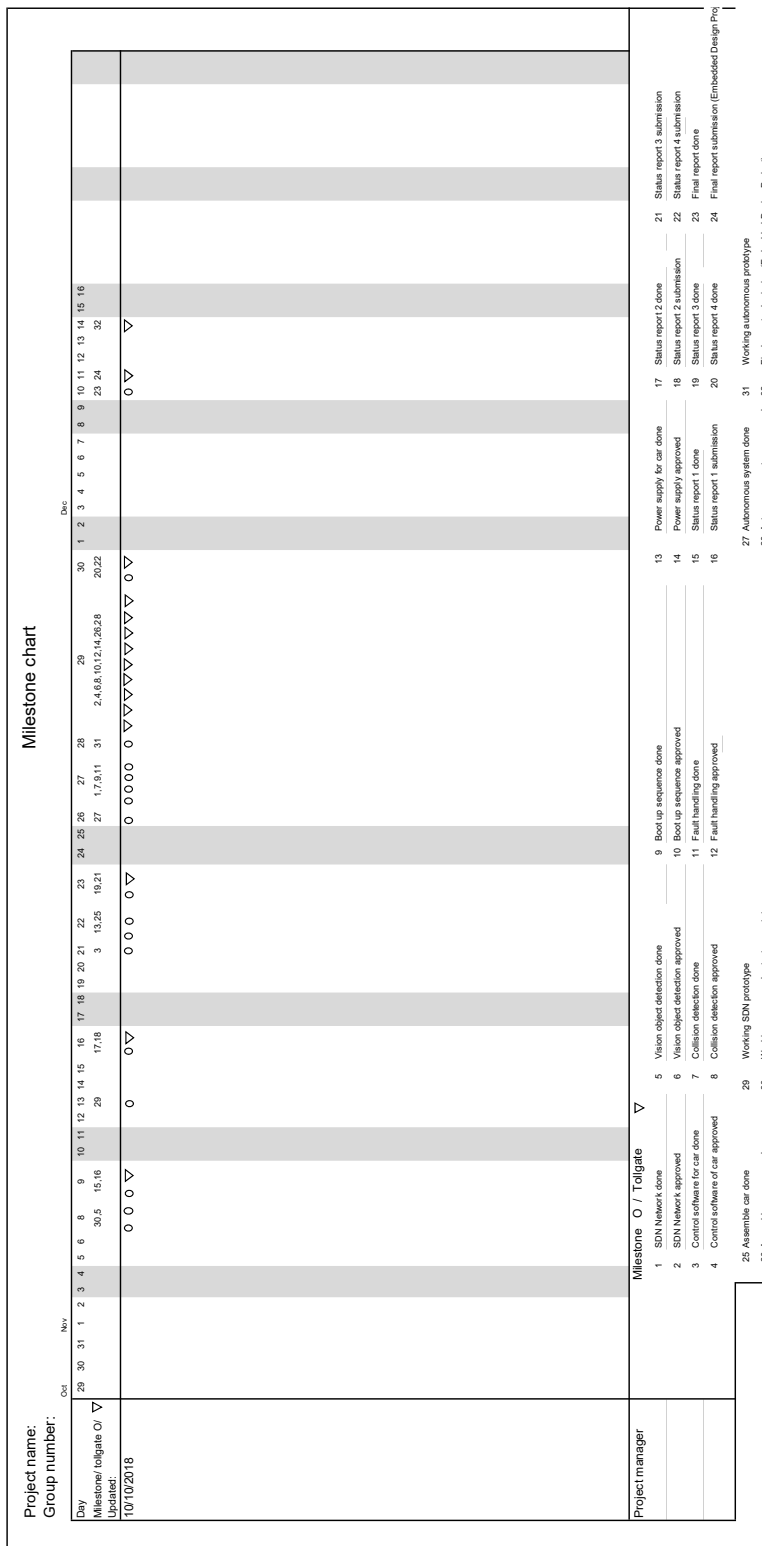 Milestone chart
Project name:
Group number:
Oct Nov Dec
Day 29 30 31 1 2 3 4 5 6 8 9 10 11 12 13 14 15 16 17 18 19 20 21 22 23 24 25 26 27 28 29 30 1 2 3 4 5 6 7 8 9 10 11 12 13 14 15 16
Milestone/ tollgate O/ ▽ 30,5 15,16 29 17,18 3 13,25 19,21 27 1,7,9,11 31 2,4,6,8,10,12,14,26,28 20,22 23 24 32
Updated:
10/10/2018 O O O ▽ O O ▽ O O O O ▽ O O O O O O ▽ ▽ ▽ ▽ ▽ ▽ ▽ ▽ ▽ O ▽ O ▽ ▽
Project manager
Milestone O / Tollgate ▽
1 SDN Network done
2 SDN Network approved
3 Control software for car done
4 Control software of car approved
5 Vision object detection done
6 Vision object detection approved
7 Collision detection done
8 Collision detection approved
9 Boot up sequence done
10 Boot up sequence approved
11 Fault handling done
12 Fault handling approved
13 Power supply for car done
14 Power supply approved
15 Status report 1 done
16 Status report 1 submission
17 Status report 2 done
18 Status report 2 submission
19 Status report 3 done
20 Status report 4 done
21 Status report 3 submission
22 Status report 4 submission
23 Final report done
24 Final report submission (Embedded Design Proj
25 Assemble car done
29 Working SDN prototype
27 Autonomous system done
31 Working autonomous prototype